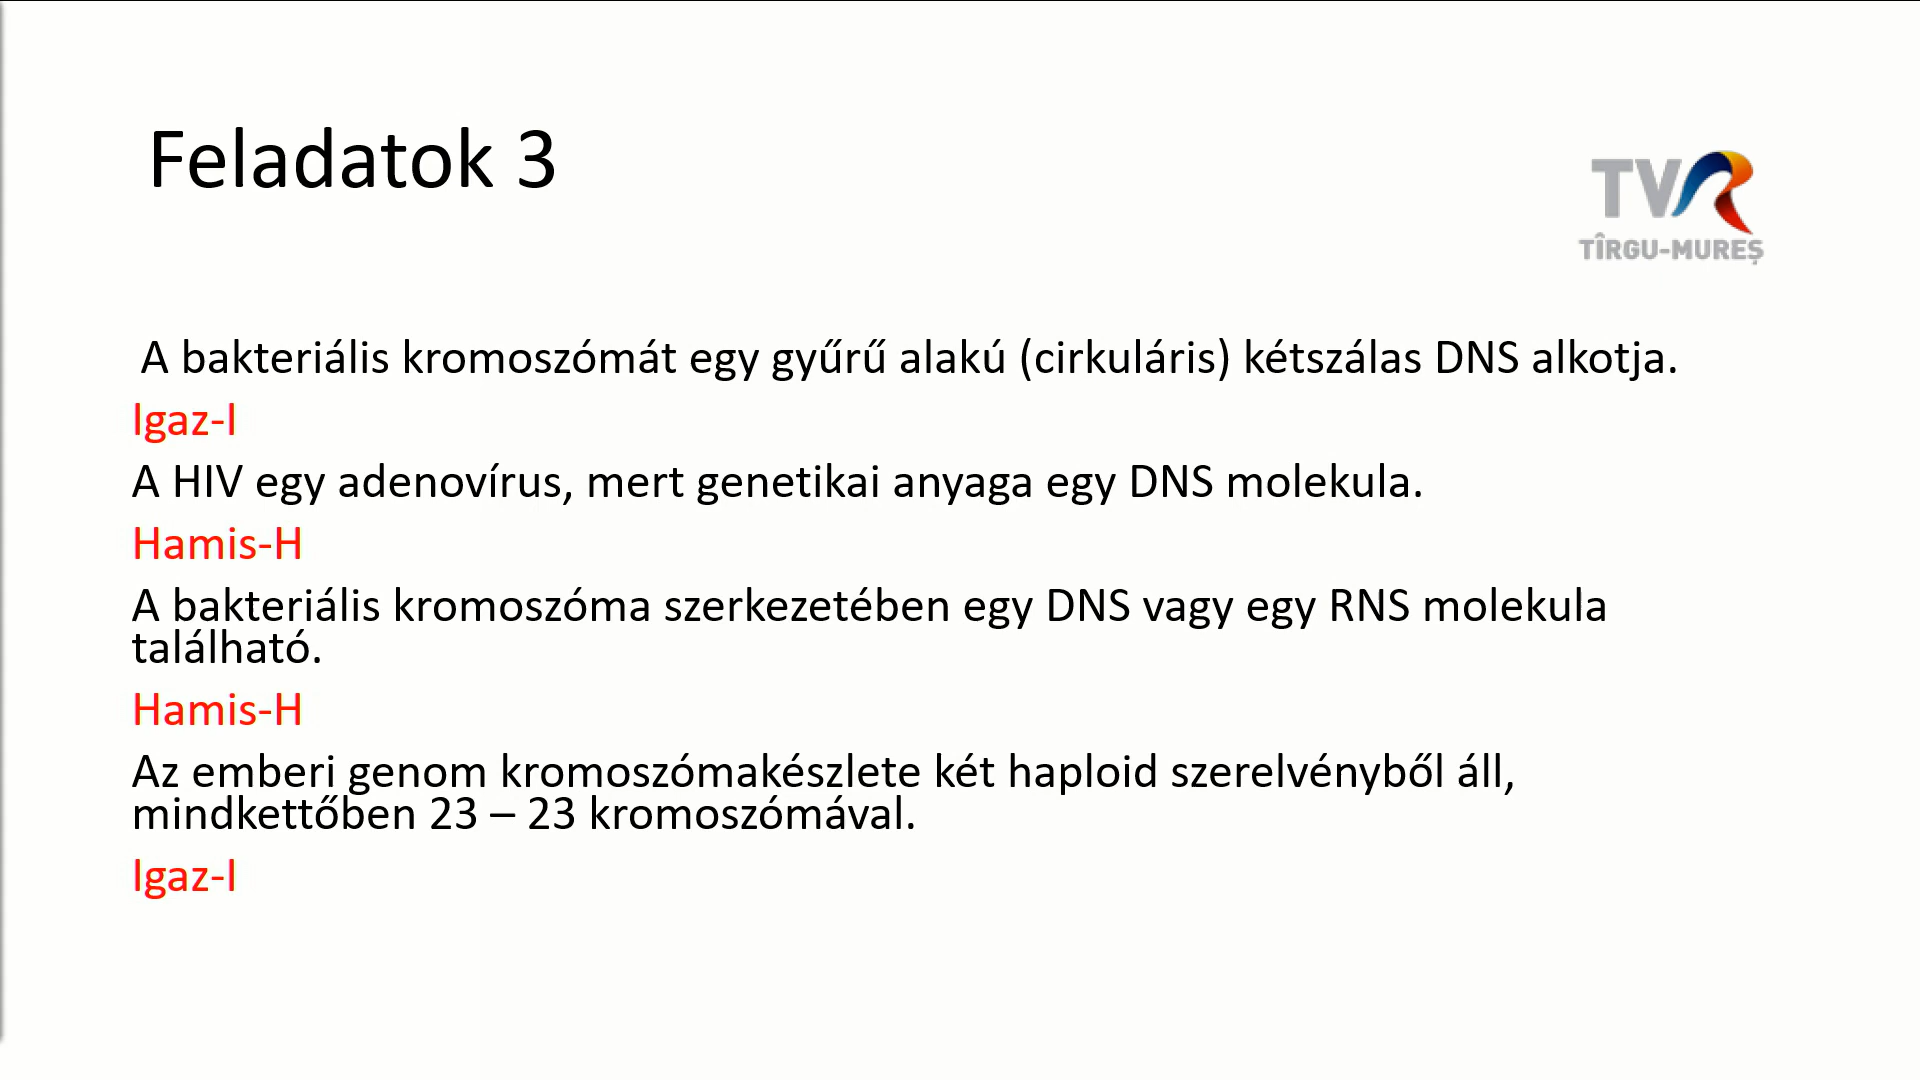 Feladatok 3
TVR
TÎRGU-MUREȘ
A bakteriális kromoszómát egy gyűrű alakú (cirkuláris) kétszálas DNS alkotja.
Igaz-I
A HIV egy adenovírus, mert genetikai anyaga egy DNS molekula.
Hamis-H
A bakteriális kromoszóma szerkezetében egy DNS vagy egy RNS molekula
található.
Hamis-H
Az emberi genom kromoszómakészlete két haploid szerelvényből áll,
mindkettőben 23 – 23 kromoszómával.
Igaz-I